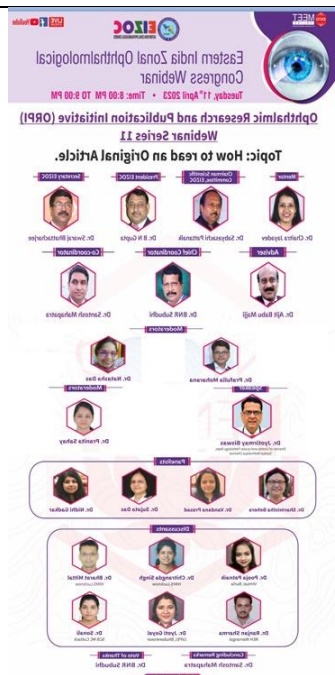 MEET
LIVE
YouTube
EIZOC
Eastern India Zonal Ophthalmological
Congress Webinar
Tuesday, 11th April 2023 • Time: 8:00 PM TO 9:00 PM
Ophthalmic Research and Publication Initiative (ORPI)
Webinar Series 11
Topic: How to read an Original Article.
Mentor
Chairman Scientific Committee, EIZOC
President EIZOC
Secretary EIZOC
Dr. Chaitra Jayadev
Dr. Sabyasachi Pattanaik
Dr. B N Gupta
Dr. Swaraj Bhattacharjee
Adviser
Chief Coordinator
Co-coordinator
Dr. Ajit Babu Majji
Dr. BNR Subudhi
Dr. Santosh Mahapatra
Moderators
Dr. Prafulla Maharana
Dr. Natasha Das
Speaker
Moderators
Dr. Jyotirmay Biswas
Dr. Pranita Sahay
Panelists
Dr. Sharmistha Behera
Dr. Vandana Prasad
Dr. Sujata Das
Dr. Nidhi Gadkar
Discussants
Dr. Pooja Patnaik
Dr. Chitrangda Singh
Dr. Bharat Mittal
Dr. Ranjan Sharma
Dr. Jyoti Goyal
Dr. Sonali
Concluding Remarks
Vote of Thanks
Dr. Santosh Mahapatra
Dr. BNR Subudhi